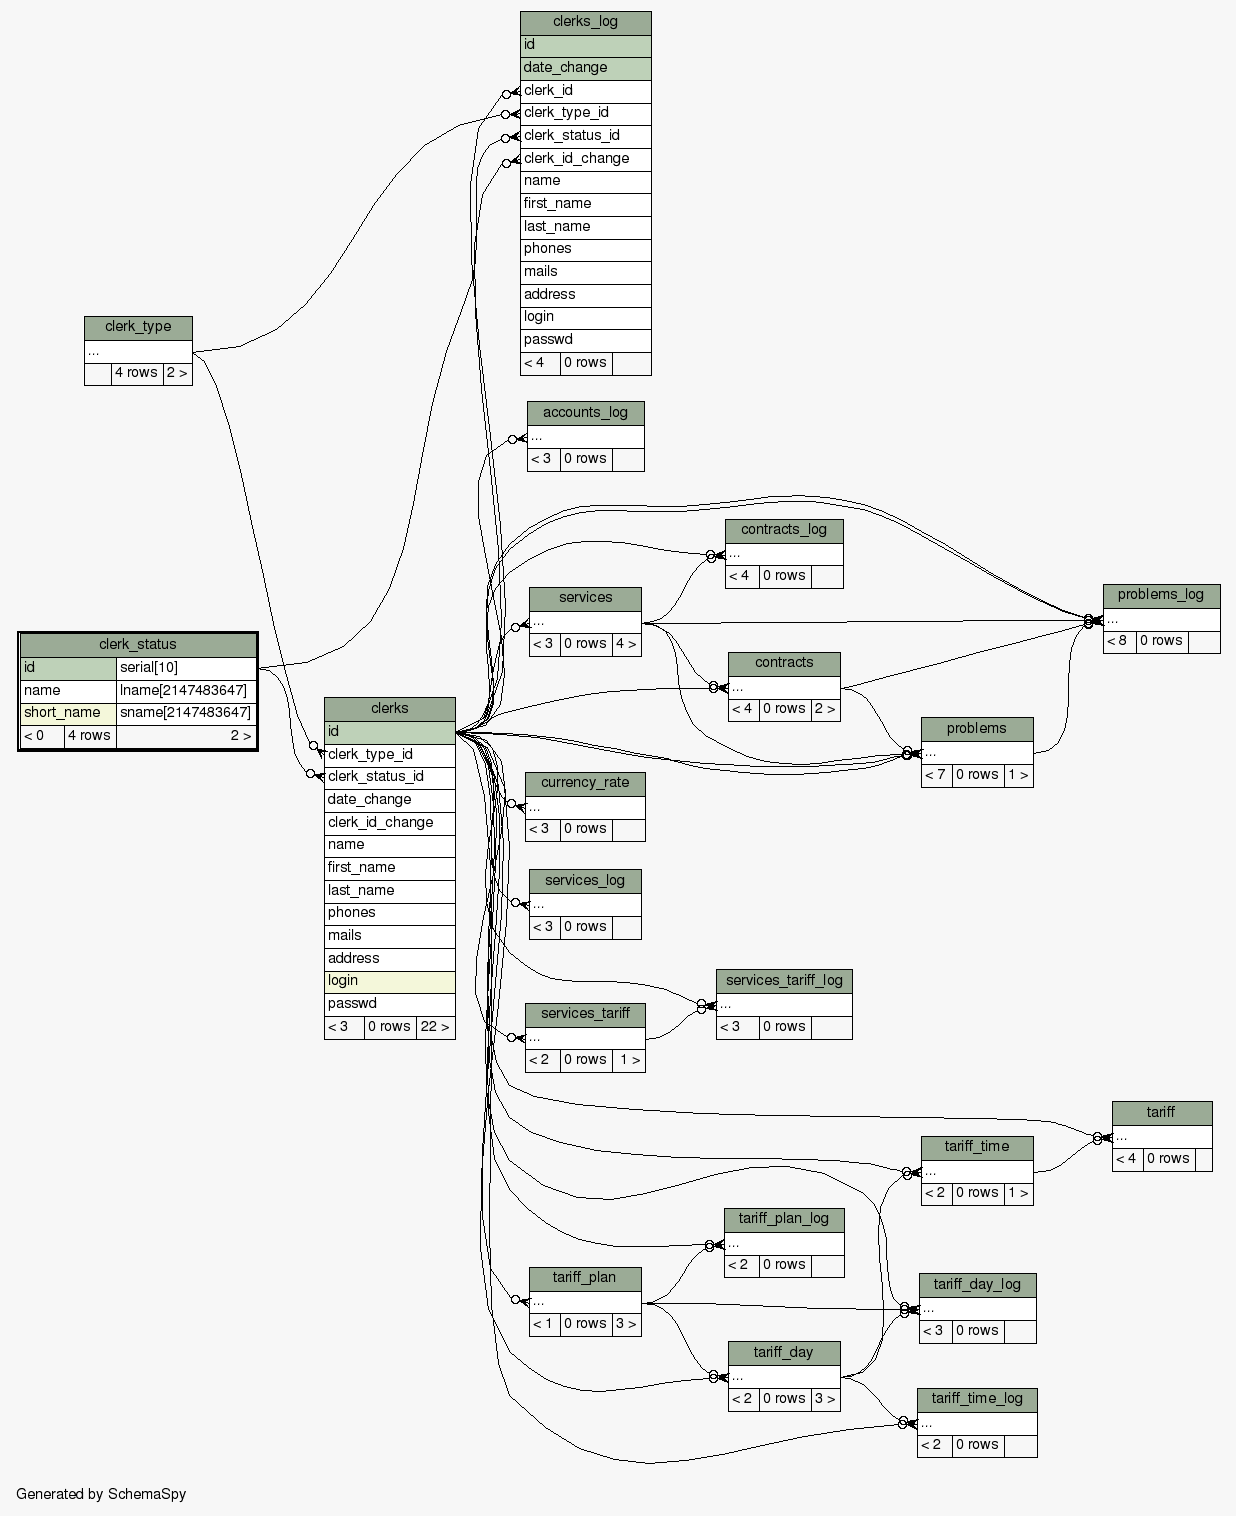 clerks_log
id
date_change
clerk_id
clerk_type_id
clerk_status_id
clerk_id_change
name
first_name
last_name
phones
mails
address
login
passwd
< 4 0 rows
clerk_type
...
4 rows 2 >
accounts_log
...
< 3 0 rows
contracts_log
...
< 4 0 rows
services
...
< 3 0 rows 4 >
problems_log
...
< 8 0 rows
clerk_status
id serial[10]
name lname[2147483647]
short_name sname[2147483647]
< 0 4 rows 2 >
contracts
...
< 4 0 rows 2 >
clerks
id
clerk_type_id
clerk_status_id
date_change
clerk_id_change
name
first_name
last_name
phones
mails
address
login
passwd
< 3 0 rows 22 >
problems
...
< 7 0 rows 1 >
currency_rate
...
< 3 0 rows
services_log
...
< 3 0 rows
services_tariff_log
...
< 3 0 rows
services_tariff
...
< 2 0 rows 1 >
tariff
...
< 4 0 rows
tariff_time
...
< 2 0 rows 1 >
tariff_plan_log
...
< 2 0 rows
tariff_plan
...
< 1 0 rows 3 >
tariff_day_log
...
< 3 0 rows
tariff_day
...
< 2 0 rows 3 >
tariff_time_log
...
< 2 0 rows
Generated by SchemaSpy